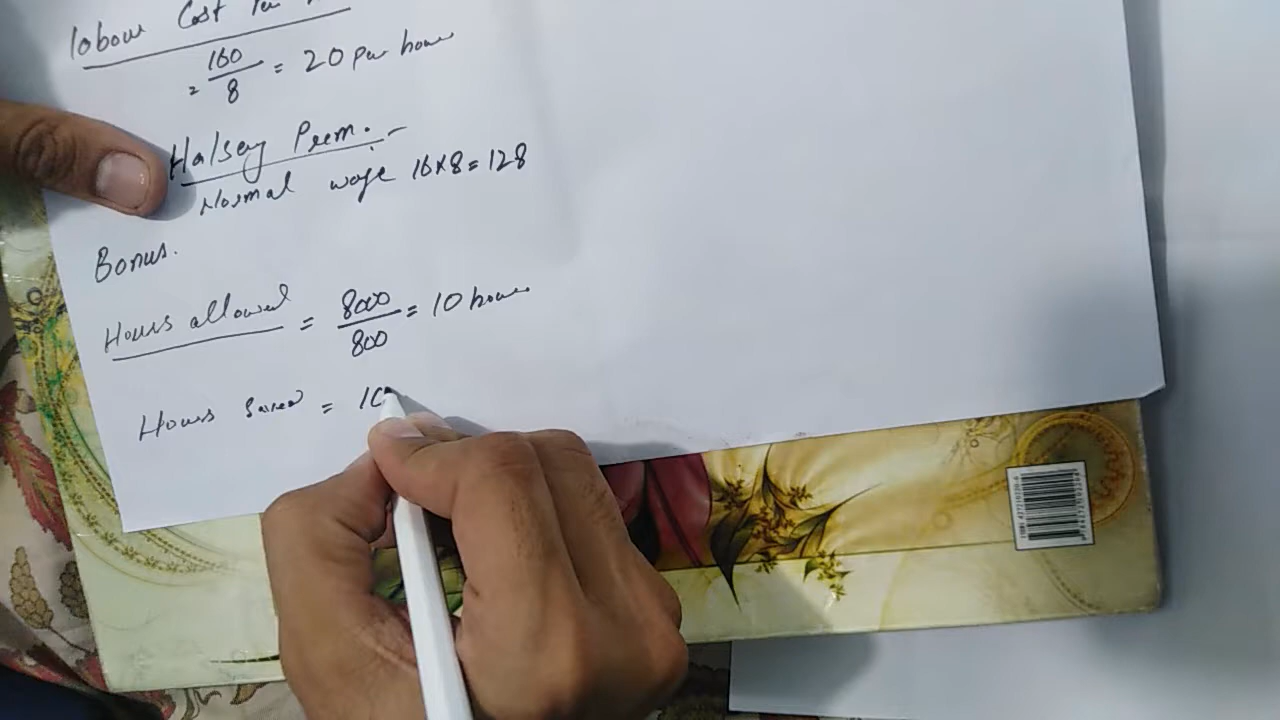 labour Cost
= 160/8 = 20 per hour
Halsey Prem. -
Normal wage 16×8=128
Bonus.
Hours allowed = 8000/800 = 10 hours
Hours saved = 10